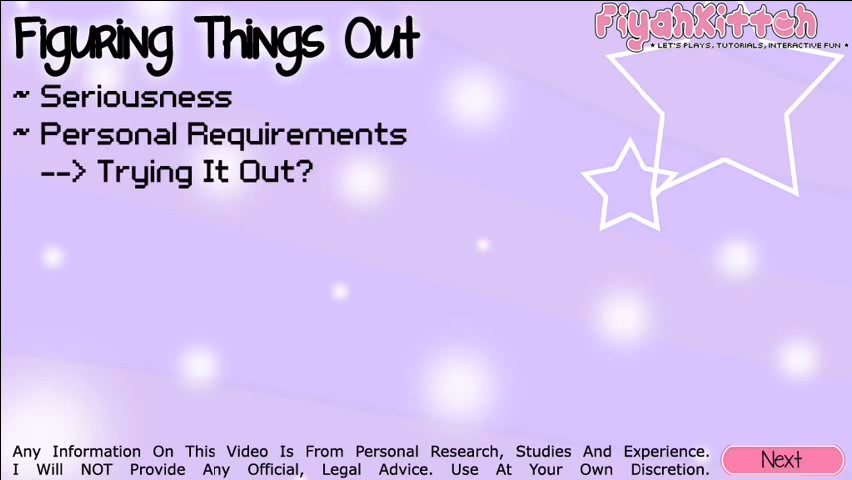 Figuring Things Out
FiyahKitteh
* LET'S PLAYS, TUTORIALS, INTERACTIVE FUN *
~ Seriousness
~ Personal Requirements
--> Trying It Out?
Any Information On This Video Is From Personal Research, Studies And Experience.
I Will NOT Provide Any Official, Legal Advice. Use At Your Own Discretion.
Next